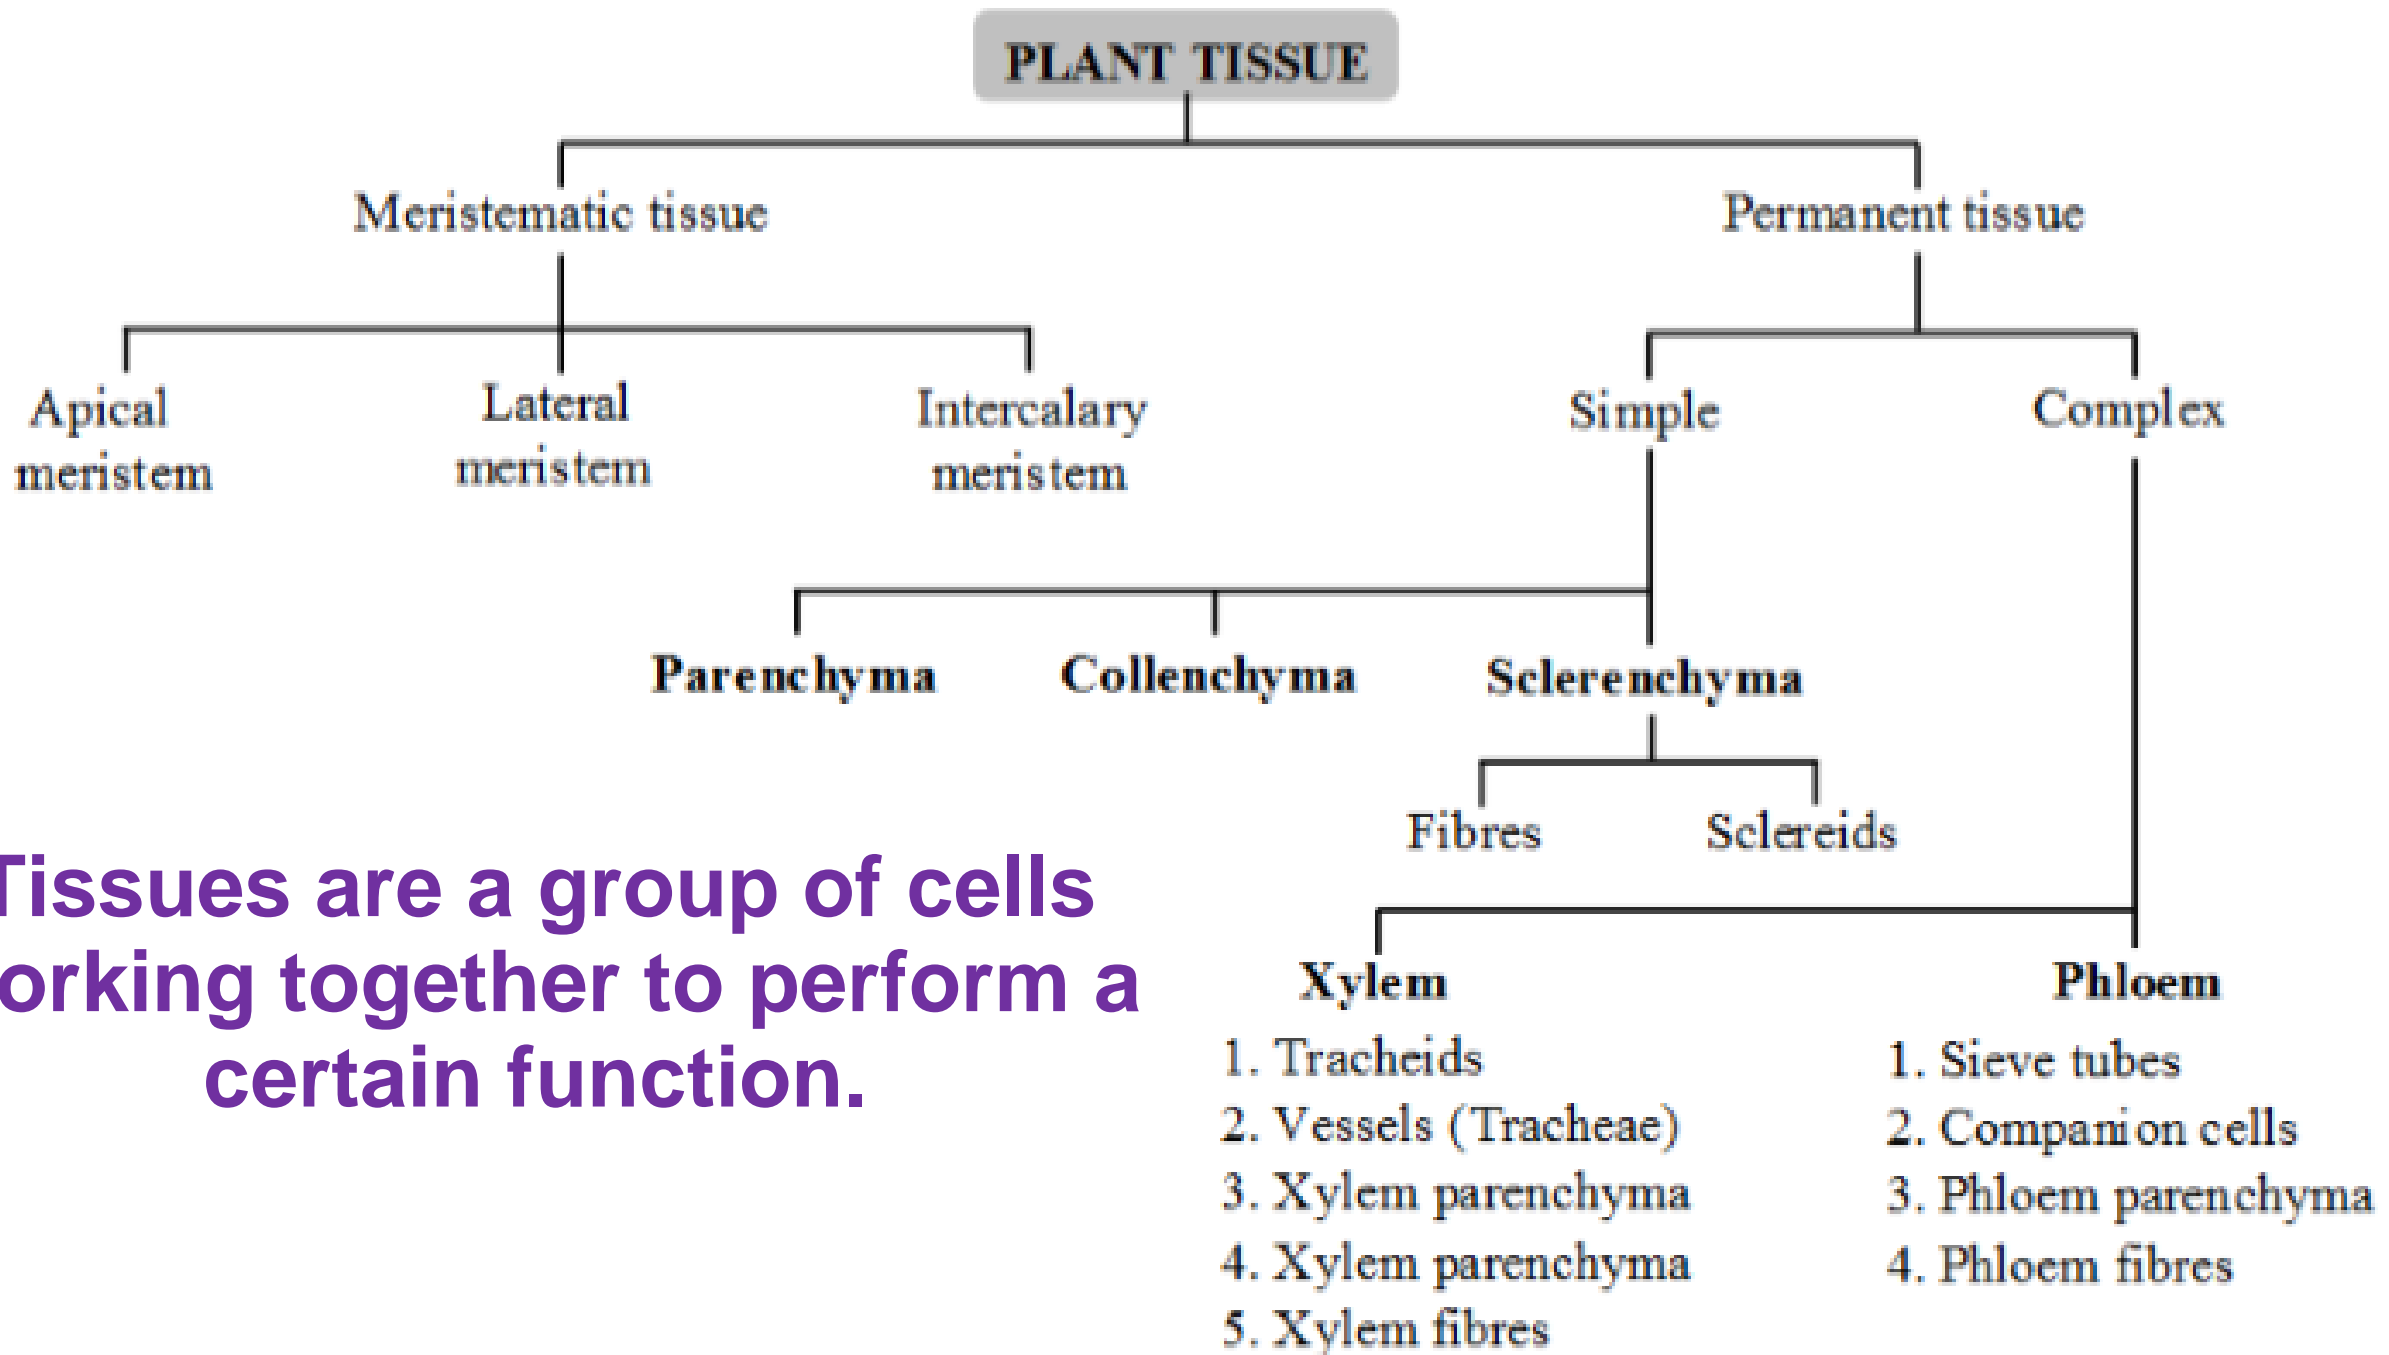 PLANT TISSUE
Meristematic tissue
Permanent tissue
Apical
meristem
Lateral
meristem
Intercalary
meristem
Simple
Complex
Parenchyma
Collenchyma
Sclerenchyma
Fibres
Sclereids
Tissues are a group of cells
orking together to perform a
certain function.
Xylem
1. Tracheids
2. Vessels (Tracheae)
3. Xylem parenchyma
4. Xylem parenchyma
5. Xylem fibres
Phloem
1. Sieve tubes
2. Companion cells
3. Phloem parenchyma
4. Phloem fibres